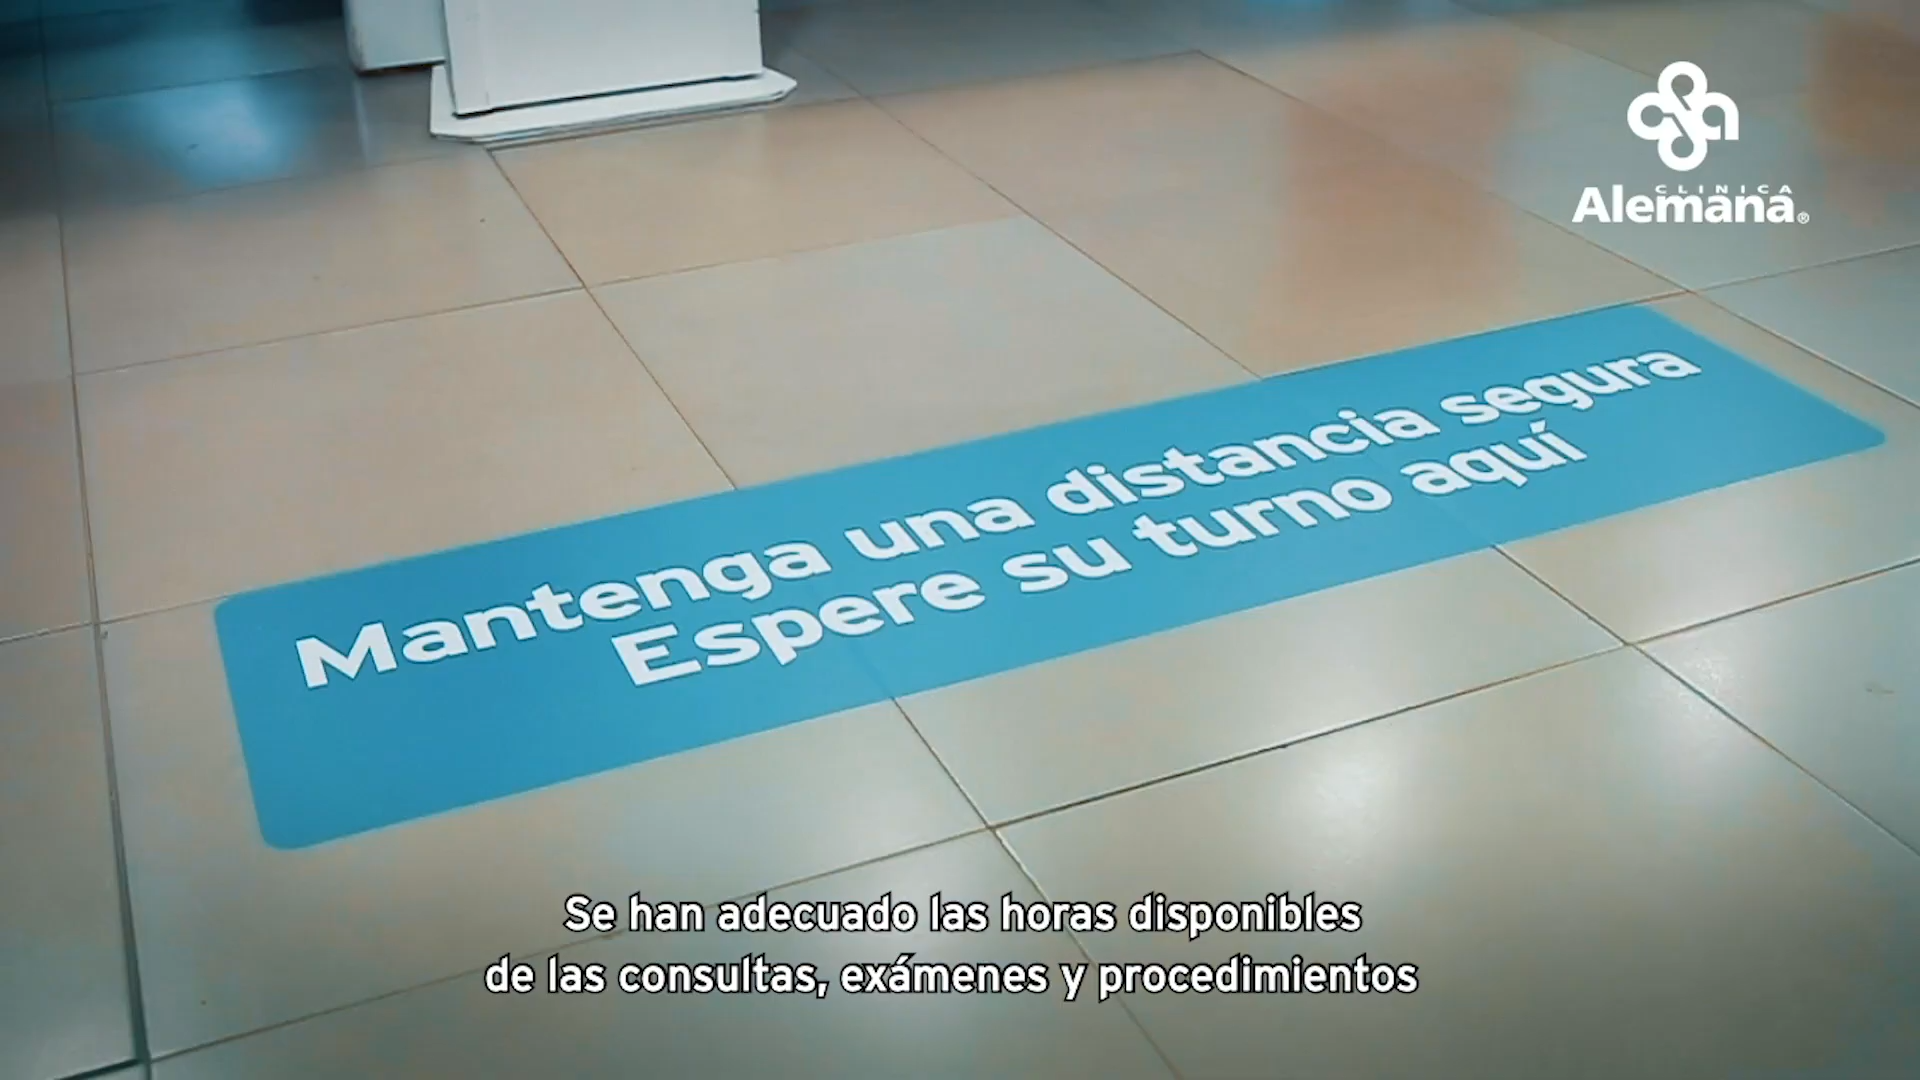 CLINICA
Alemana®
Mantenga una distancia segura
Espere su turno aquí
Se han adecuado las horas disponibles
de las consultas, exámenes y procedimientos